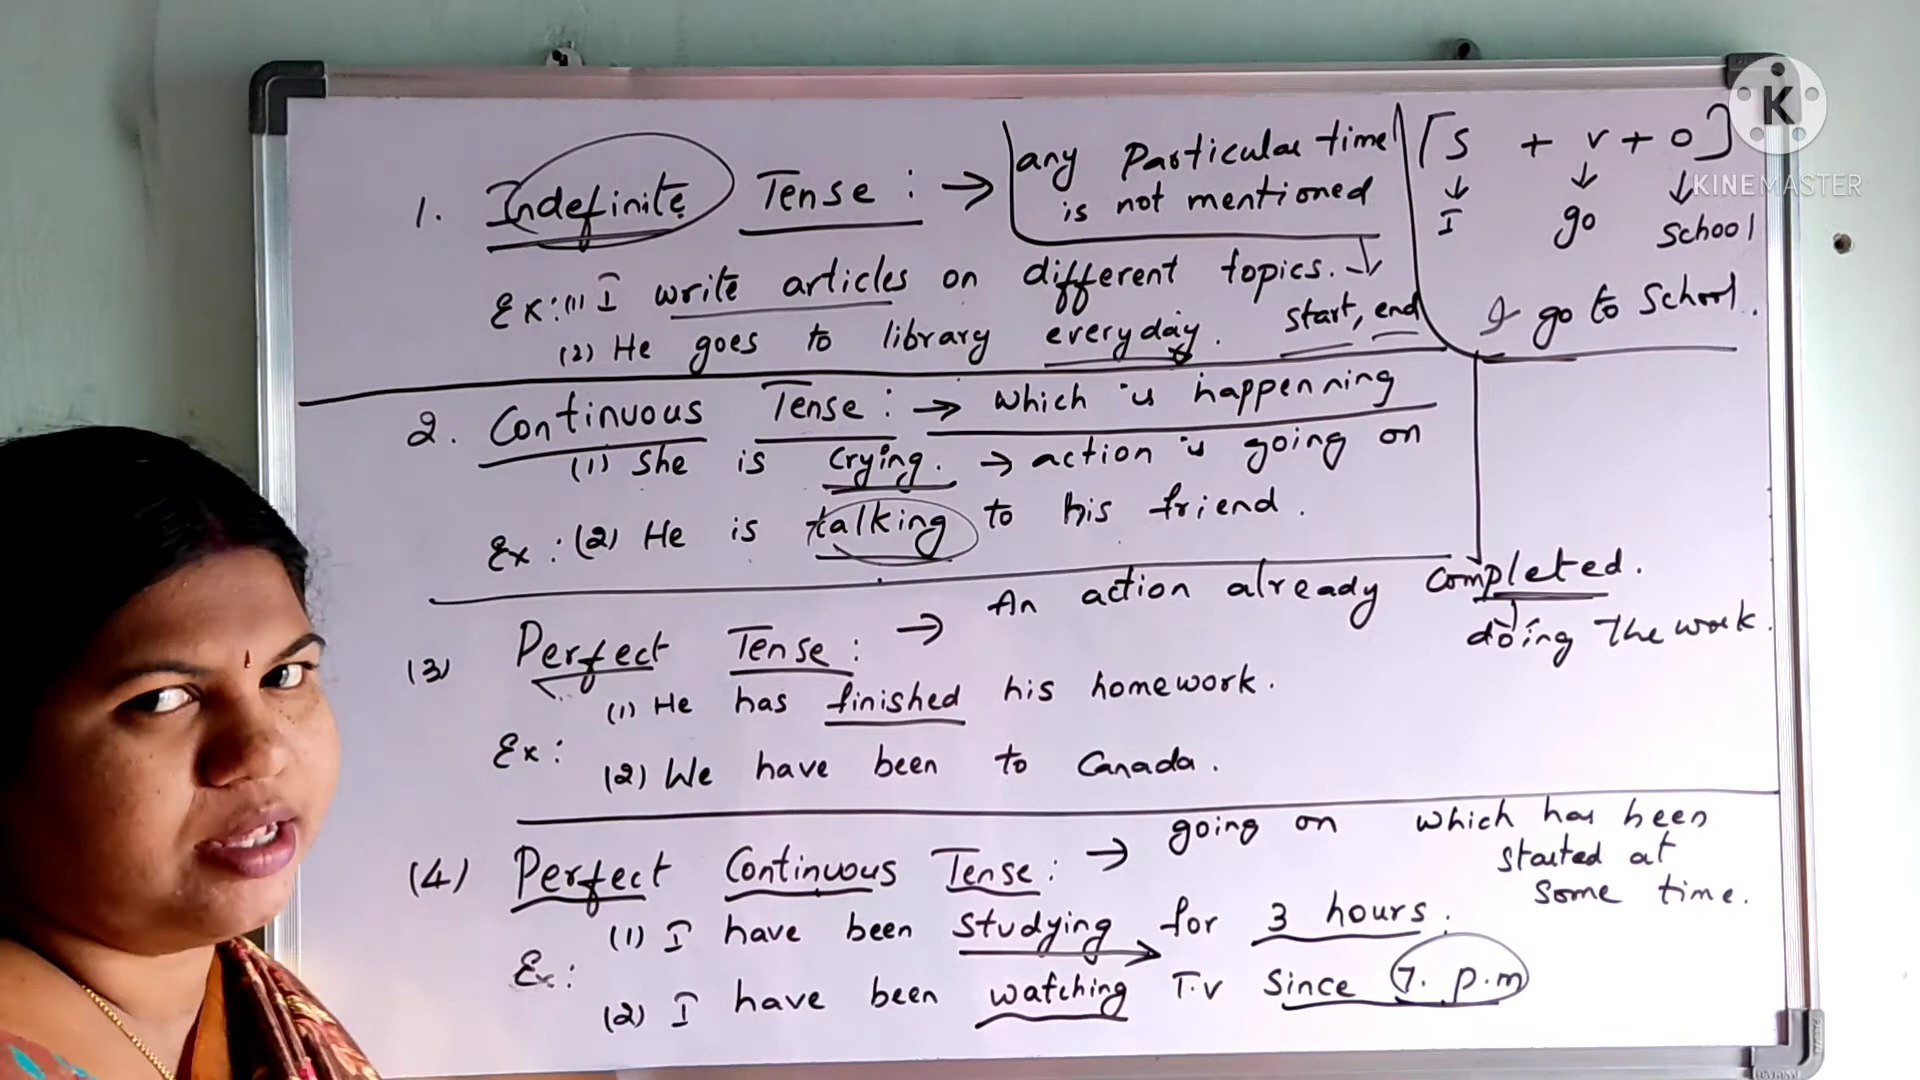 1. Indefinite Tense : → any Particular time
is not mentioned
[S + v + o]
I go School
I go to School.
Ex: (1) I write articles on different topics.
start, end
(2) He goes to library everyday.
2. Continuous Tense : → which is happenning
(1) She is crying. → action is going on
Ex : (2) He is talking to his friend.
(3) Perfect Tense : → An action already completed.
doing the work.
(1) He has finished his homework.
Ex :
(2) We have been to Canada.
(4) Perfect Continuous Tense : → going on which has been
started at
some time.
(1) I have been studying for 3 hours.
Ex :
(2) I have been watching T.v since 7. p.m
K
KINEMASTER